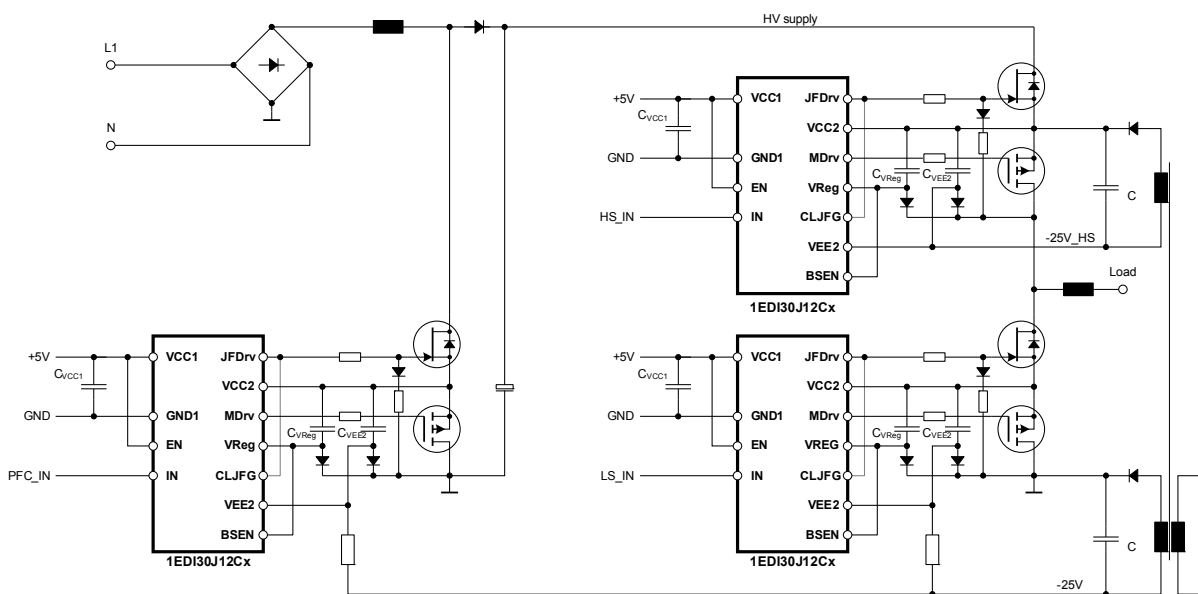 HV supply
L1
N
+5V
CVCC1
GND
HS_IN
VCC1
GND1
EN
IN
JFDrv
VCC2
MDrv
VReg
CLJFG
VEE2
BSEN
1EDI30J12Cx
CVReg
CVEE2
C
-25V_HS
Load
+5V
CVCC1
GND
PFC_IN
VCC1
GND1
EN
IN
JFDrv
VCC2
MDrv
VReg
CLJFG
VEE2
BSEN
1EDI30J12Cx
CVReg
CVEE2
+5V
CVCC1
GND
LS_IN
VCC1
GND1
EN
IN
JFDrv
VCC2
MDrv
VREG
CLJFG
VEE2
BSEN
1EDI30J12Cx
CVReg
CVEE2
C
-25V